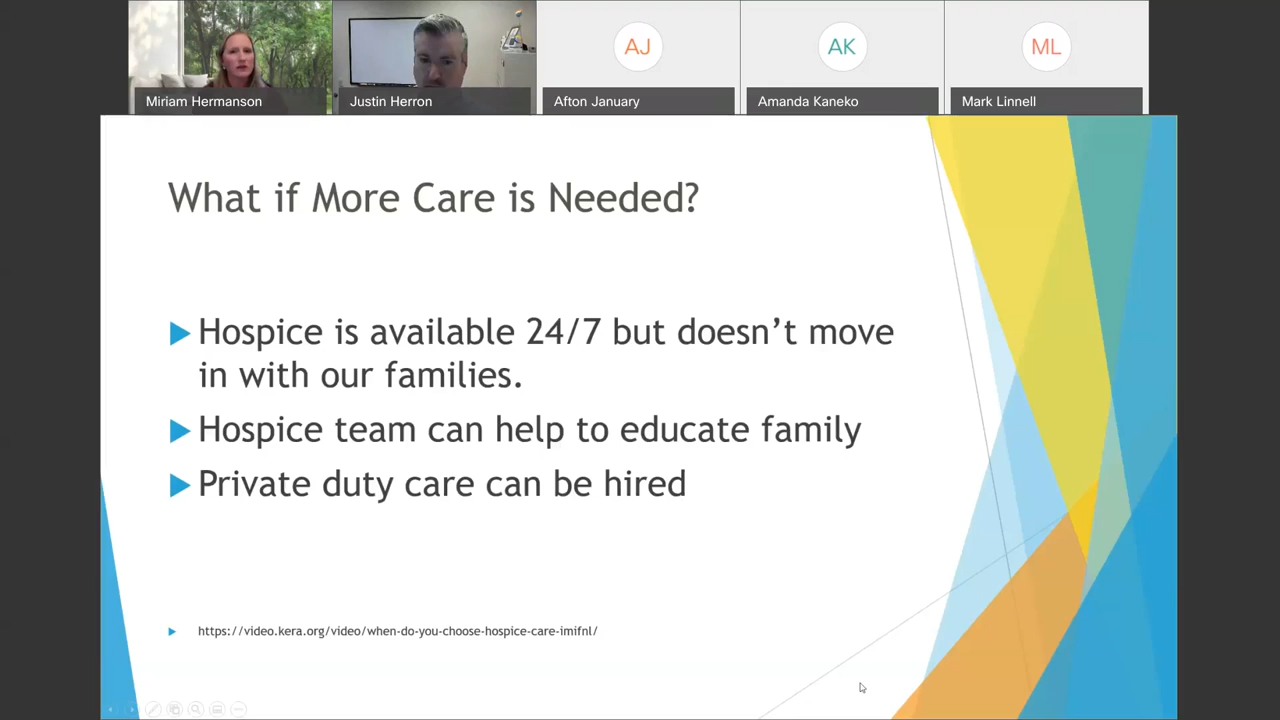 AJ
AK
ML
Miriam Hermanson
Justin Herron
Afton January
Amanda Kaneko
Mark Linnell
What if More Care is Needed?
Hospice is available 24/7 but doesn’t move
in with our families.
Hospice team can help to educate family
Private duty care can be hired
https://video.kera.org/video/when-do-you-choose-hospice-care-imifnl/